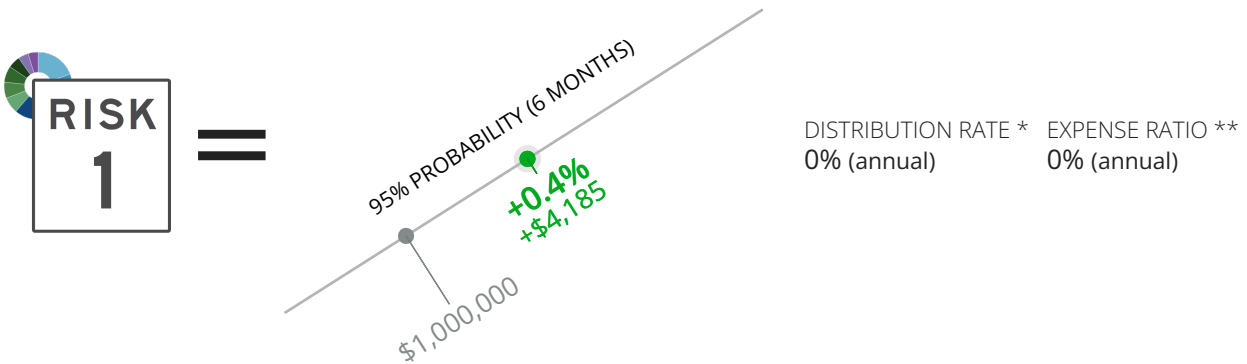 RISK
1
=
95% PROBABILITY (6 MONTHS)
+0.4%
+$4,185
$1,000,000
DISTRIBUTION RATE *
0% (annual)
EXPENSE RATIO **
0% (annual)